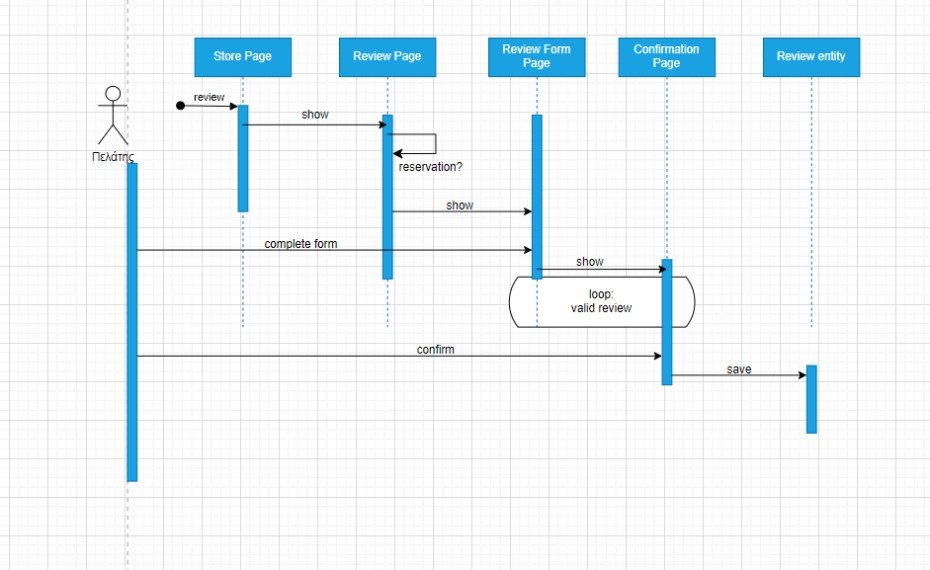 Store Page
Review Page
Review Form
Page
Confirmation
Page
Review entity
review
show
Πελάτης
reservation?
show
complete form
show
loop:
valid review
confirm
save